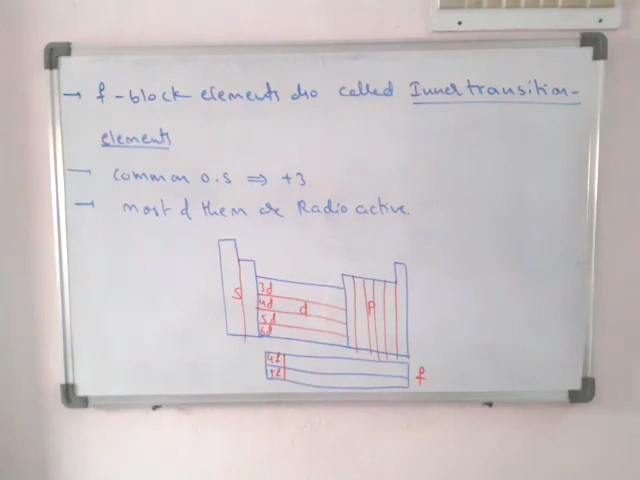 → f-block elements also called Inner transition-
elements
→ common O.S ⇒ +3.
→ most of them are Radioactive.
S
3d
4d
5d
6d
d
P
4f
5f
f